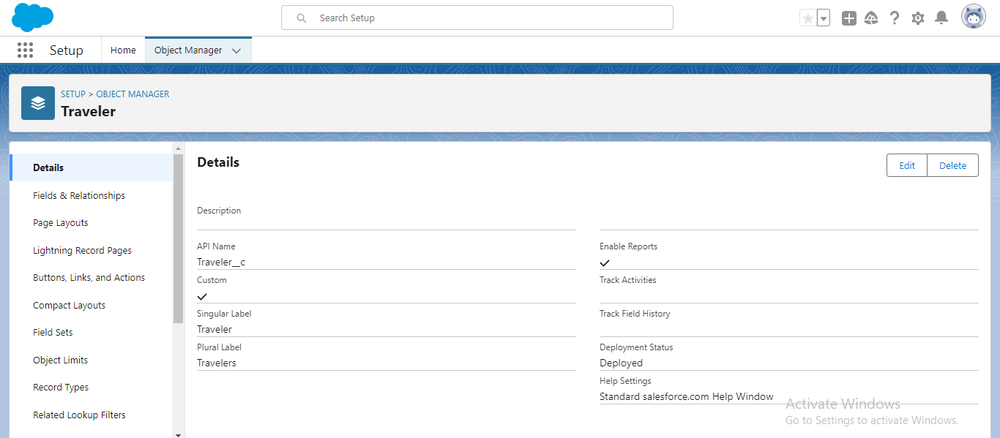 Search Setup
Setup
Home
Object Manager
SETUP > OBJECT MANAGER
Traveler
Details
Fields & Relationships
Page Layouts
Lightning Record Pages
Buttons, Links, and Actions
Compact Layouts
Field Sets
Object Limits
Record Types
Related Lookup Filters
Details
Edit
Delete
Description
API Name
Traveler__c
Custom
Singular Label
Traveler
Plural Label
Travelers
Enable Reports
Track Activities
Track Field History
Deployment Status
Deployed
Help Settings
Standard salesforce.com Help Window
Activate Windows
Go to Settings to activate Windows.